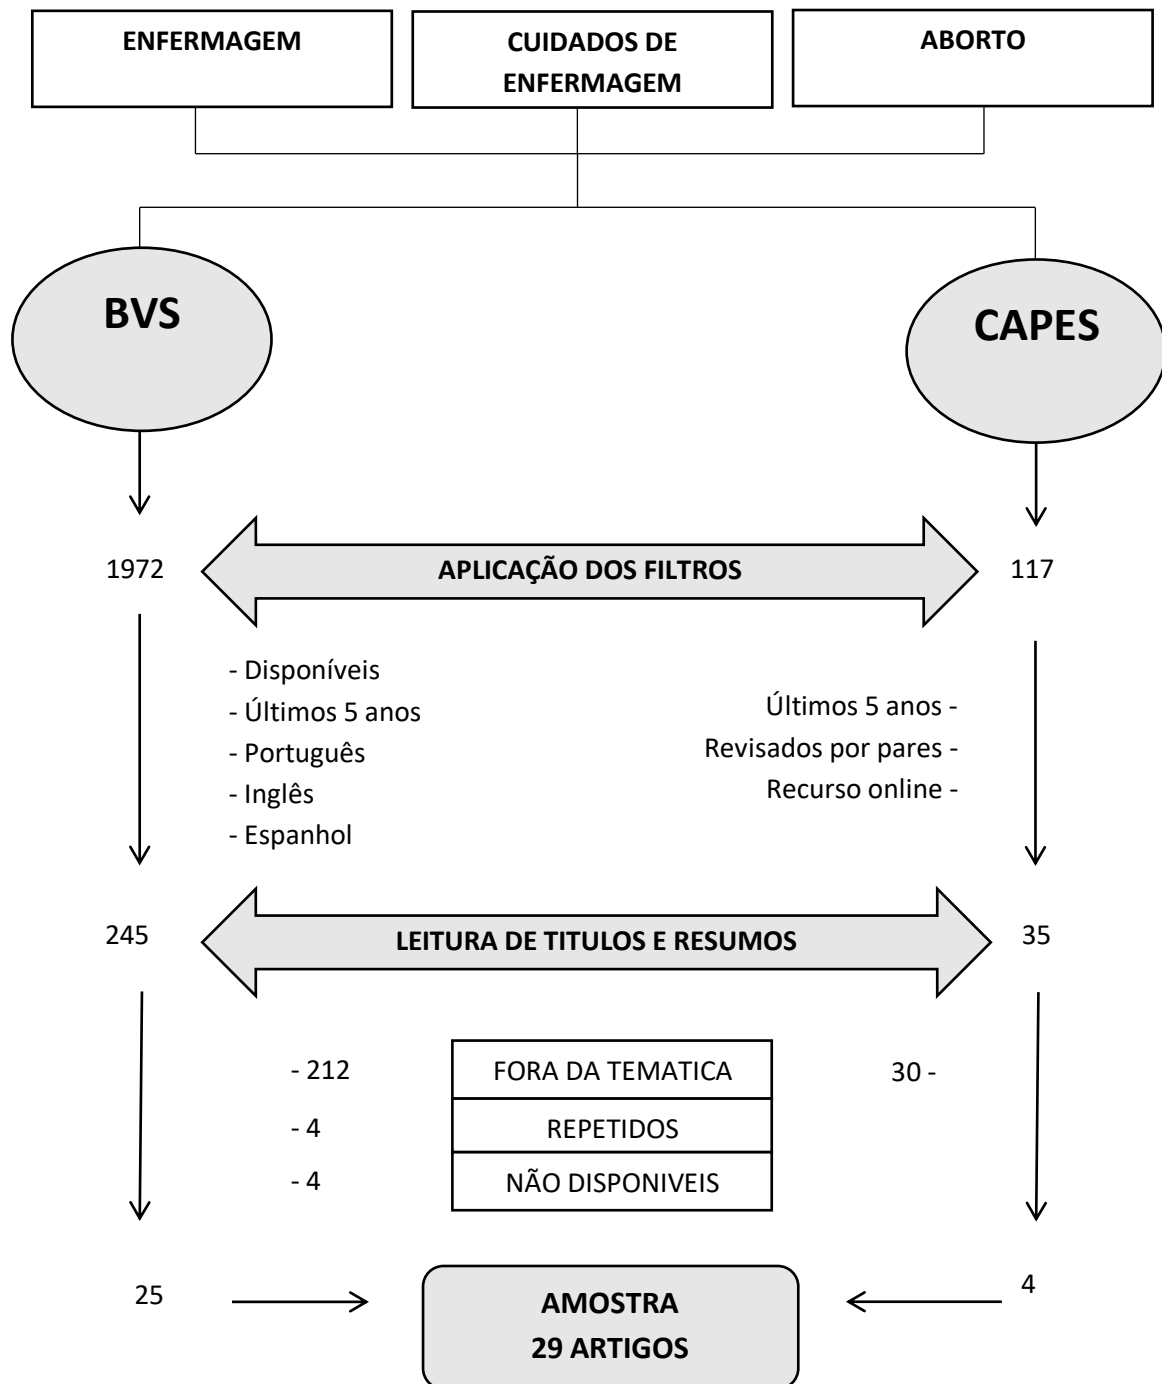 ENFERMAGEM
CUIDADOS DE
ENFERMAGEM
ABORTO
BVS
CAPES
1972
APLICAÇÃO DOS FILTROS
117
- Disponíveis
- Últimos 5 anos
- Português
- Inglês
- Espanhol
Últimos 5 anos -
Revisados por pares -
Recurso online -
245
LEITURA DE TITULOS E RESUMOS
35
- 212
FORA DA TEMATICA
30 -
- 4
REPETIDOS
- 4
NÃO DISPONIVEIS
25
AMOSTRA
29 ARTIGOS
4